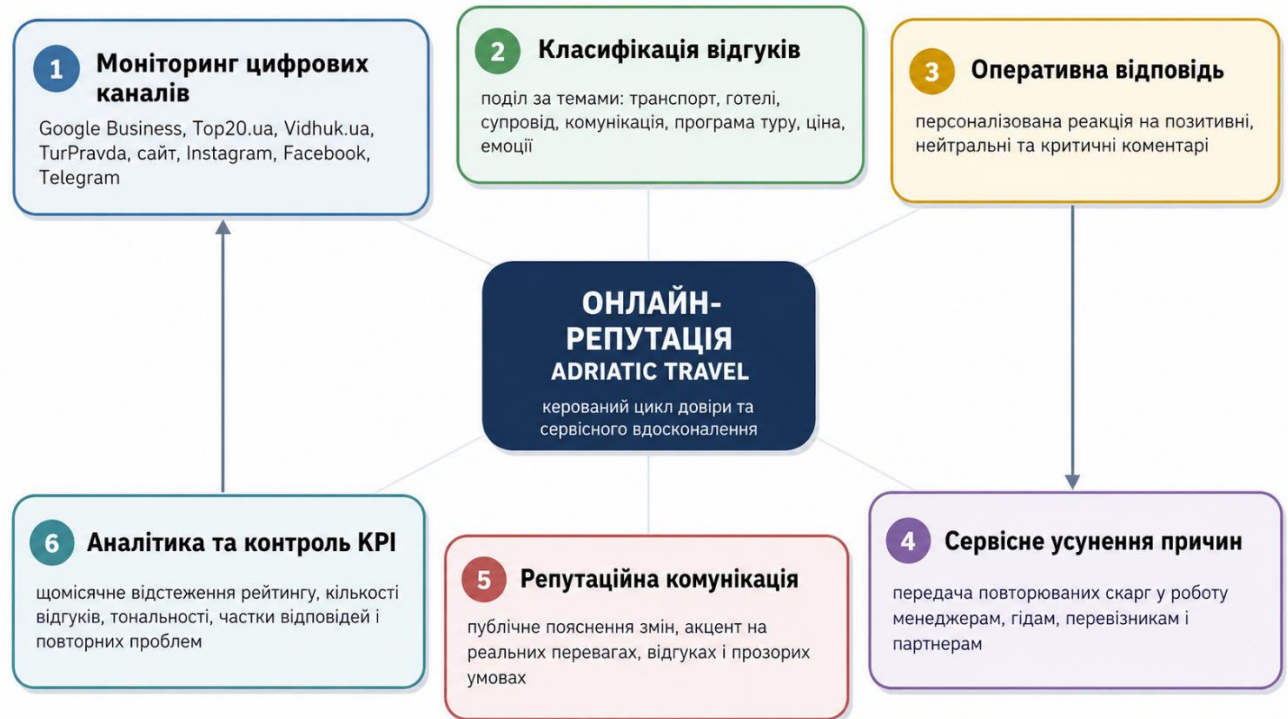 1
Моніторинг цифрових
каналів
Google Business, Top20.ua, Vidhuk.ua,
TurPravda, сайт, Instagram, Facebook,
Telegram
2
Класифікація відгуків
поділ за темами: транспорт, готелі,
супровід, комунікація, програма туру, ціна,
емоції
3
Оперативна відповідь
персоналізована реакція на позитивні,
нейтральні та критичні коментарі
ОНЛАЙН-
РЕПУТАЦІЯ
ADRIATIC TRAVEL
керований цикл довіри та
сервісного вдосконалення
4
Сервісне усунення причин
передача повторюваних скарг у роботу
менеджерам, гідам, перевізникам і
партнерам
5
Репутаційна комунікація
публічне пояснення змін, акцент на
реальних перевагах, відгуках і прозорих
умовах
6
Аналітика та контроль KPI
щомісячне відстеження рейтингу, кількості
відгуків, тональності, частки відповідей і
повторних проблем